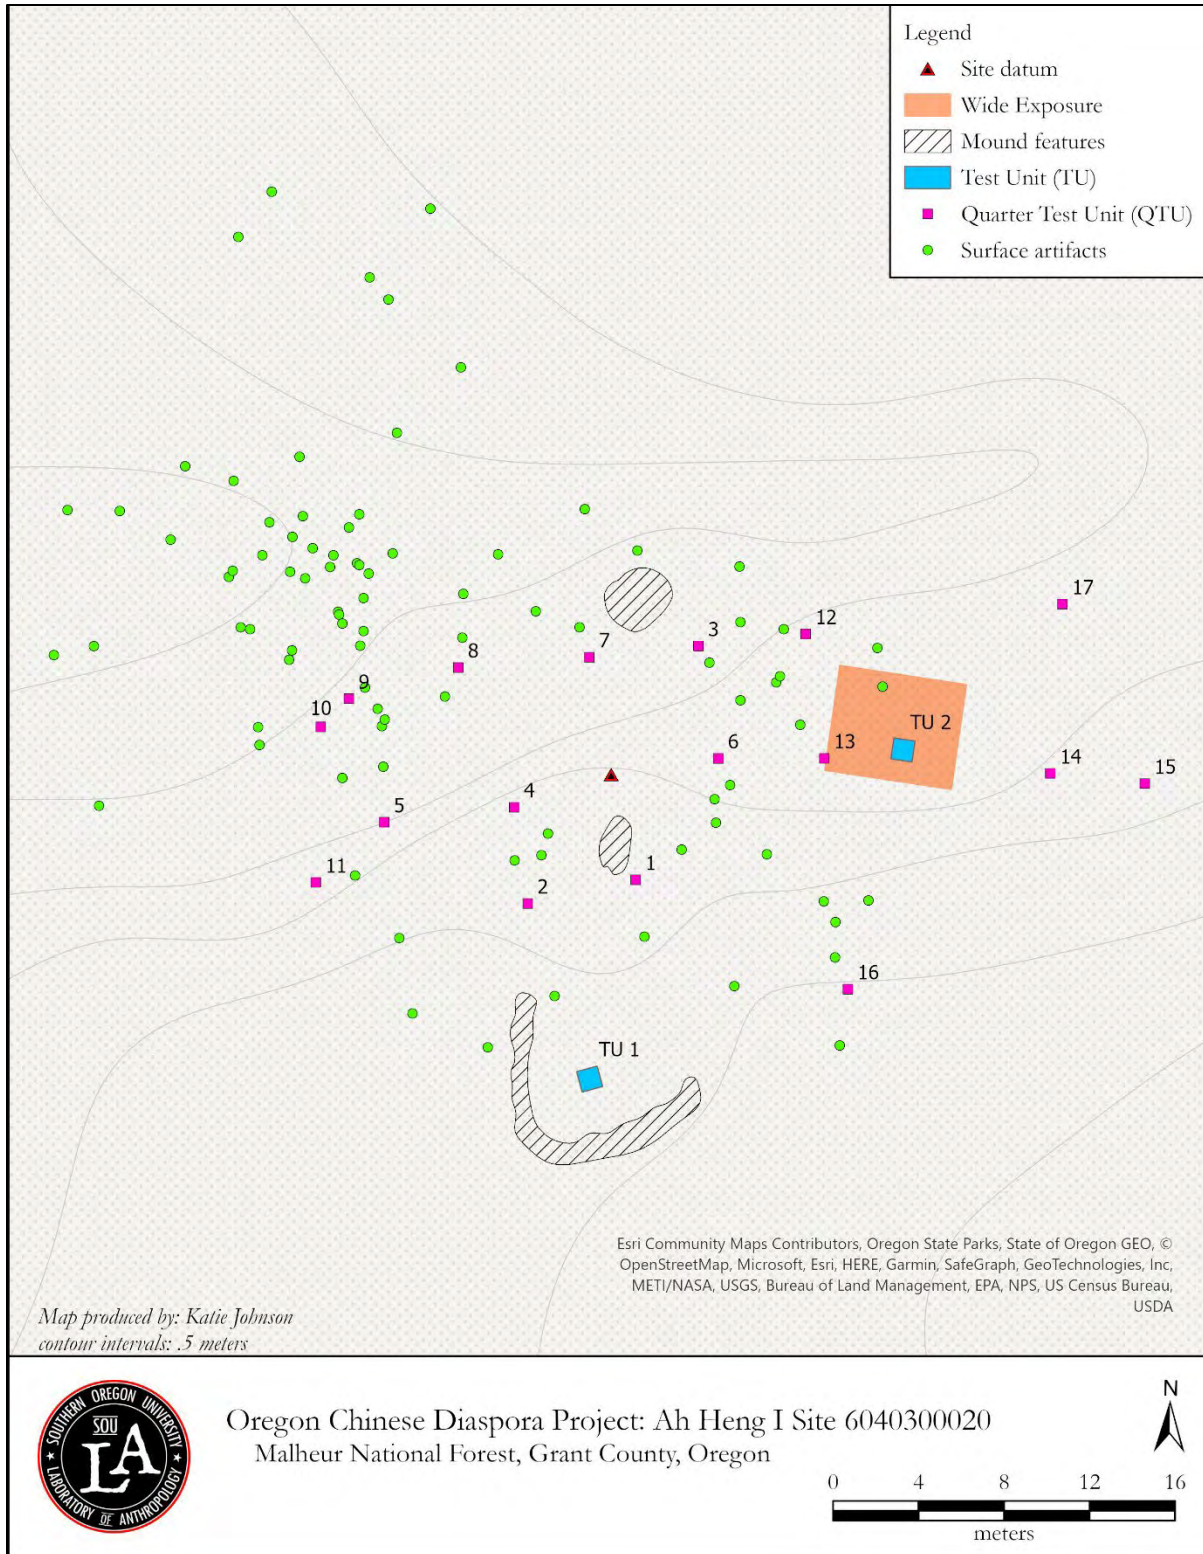 Legend
Site datum
Wide Exposure
Mound features
Test Unit (TU)
Quarter Test Unit (QTU)
Surface artifacts
17
12
3
7
8
9
10
TU 2
6
13
14
15
4
5
11
1
2
16
TU 1
Esri Community Maps Contributors, Oregon State Parks, State of Oregon GEO, ©
OpenStreetMap, Microsoft, Esri, HERE, Garmin, SafeGraph, GeoTechnologies, Inc,
METI/NASA, USGS, Bureau of Land Management, EPA, NPS, US Census Bureau,
USDA
Map produced by: Katie Johnson
contour intervals: .5 meters
SOUTHERN OREGON UNIVERSITY
SOU
LA
LABORATORY OF ANTHROPOLOGY
Oregon Chinese Diaspora Project: Ah Heng I Site 6040300020
Malheur National Forest, Grant County, Oregon
N
0 4 8 12 16
meters